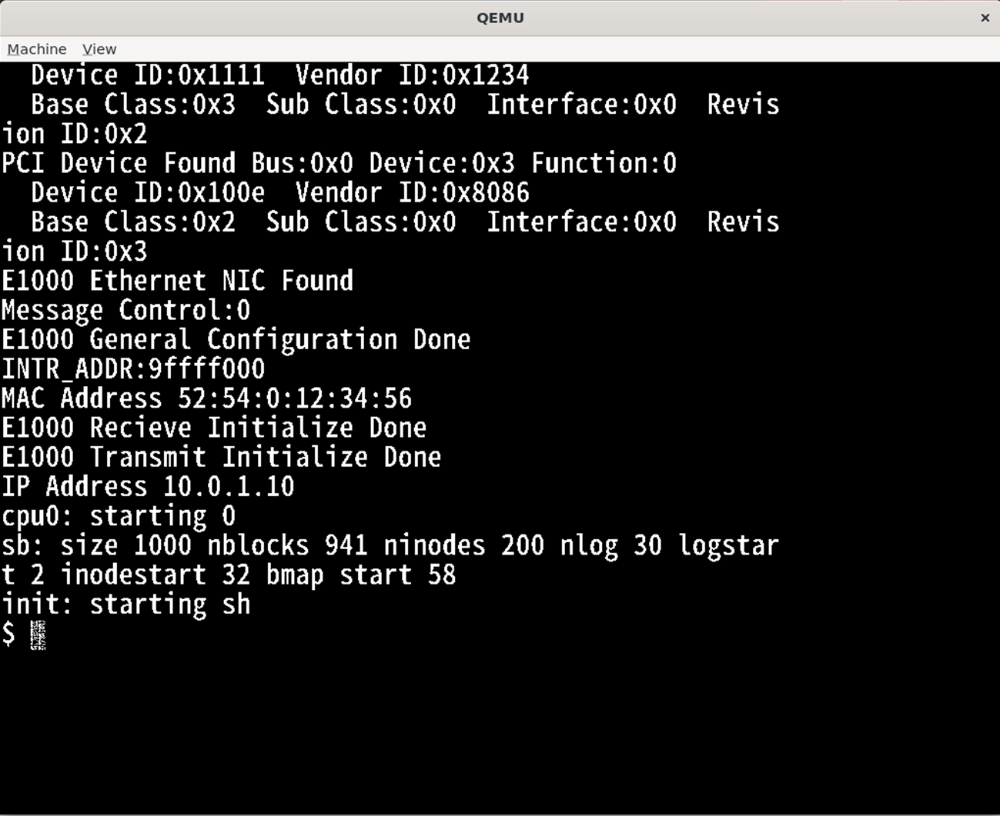 QEMU
Machine View
Device ID:0x1111  Vendor ID:0x1234
Base Class:0x3  Sub Class:0x0  Interface:0x0  Revis
ion ID:0x2
PCI Device Found Bus:0x0 Device:0x3 Function:0
Device ID:0x100e  Vendor ID:0x8086
Base Class:0x2  Sub Class:0x0  Interface:0x0  Revis
ion ID:0x3
E1000 Ethernet NIC Found
Message Control:0
E1000 General Configuration Done
INTR_ADDR:9ffff000
MAC Address 52:54:0:12:34:56
E1000 Recieve Initialize Done
E1000 Transmit Initialize Done
IP Address 10.0.1.10
cpu0: starting 0
sb: size 1000 nblocks 941 ninodes 200 nlog 30 logstar
t 2 inodestart 32 bmap start 58
init: starting sh
$